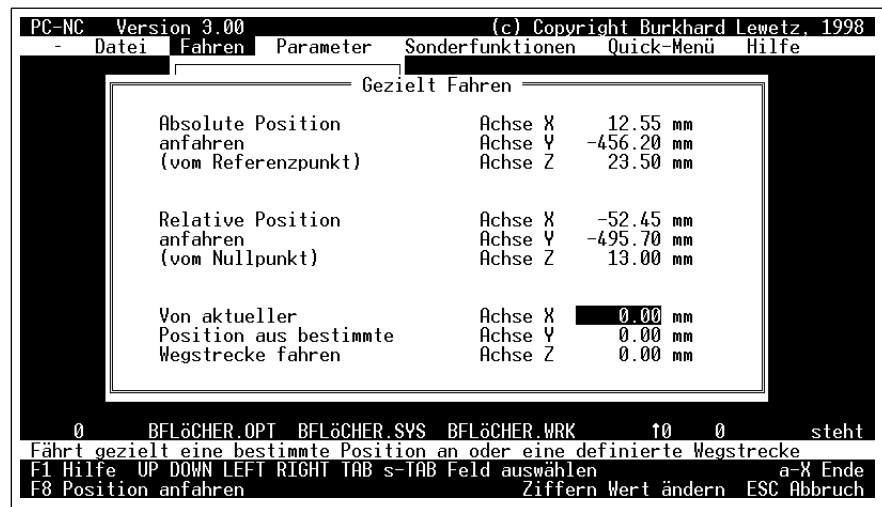 PC-NC Version 3.00 (c) Copyright Burkhard Lewetz, 1998
- Datei Fahren Parameter Sonderfunktionen Quick-Menü Hilfe
Gezielt Fahren
Absolute Position Achse X 12.55 mm
anfahren Achse Y -456.20 mm
(vom Referenzpunkt) Achse Z 23.50 mm
Relative Position Achse X -52.45 mm
anfahren Achse Y -495.70 mm
(vom Nullpunkt) Achse Z 13.00 mm
Von aktueller Achse X 0.00 mm
Position aus bestimmte Achse Y 0.00 mm
Wegstrecke fahren Achse Z 0.00 mm
0 BFLöCHER.OPT BFLöCHER.SYS BFLöCHER.WRK ↑0 0 steht
Fährt gezielt eine bestimmte Position an oder eine definierte Wegstrecke
F1 Hilfe UP DOWN LEFT RIGHT TAB s-TAB Feld auswählen a-X Ende
F8 Position anfahren Ziffern Wert ändern ESC Abbruch